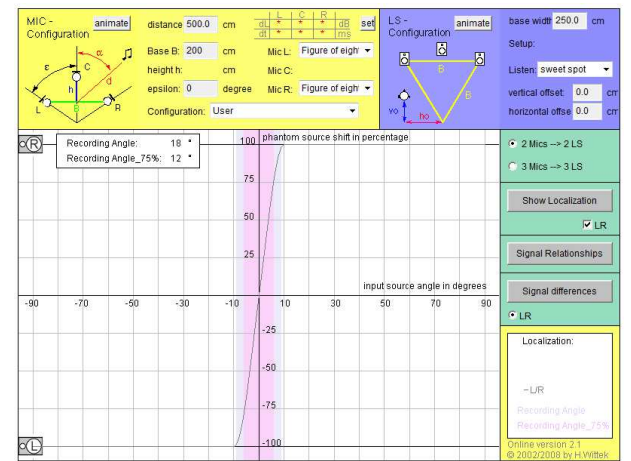 MIC - Configuration
animate
distance 500.0 cm
L C R
dL * * * dB
dt * * * ms
set
Base B: 200 cm
Mic L: Figure of eigh
height h: cm
Mic C:
epsilon: 0 degree
Mic R: Figure of eigh
Configuration: User
ε α C h d L B R
LS - Configuration
animate
B
B B
vo ho
base width 250.0 cm
Setup:
Listen: sweet spot
vertical offset: 0.0 cm
horizontal offse 0.0 cm
R
Recording Angle: 18 °
Recording Angle_75%: 12 °
phantom source shift in percentage
100
75
50
25
input source angle in degrees
-90 -70 -50 -30 -10 10 30 50 70 90
-25
-50
-75
-100
L
2 Mics --> 2 LS
3 Mics --> 3 LS
Show Localization
LR
Signal Relationships
Signal differences
LR
Localization:
- L/R
Recording Angle
Recording Angle_75%
Online version 2.1
© 2002/2008 by H.Wittek